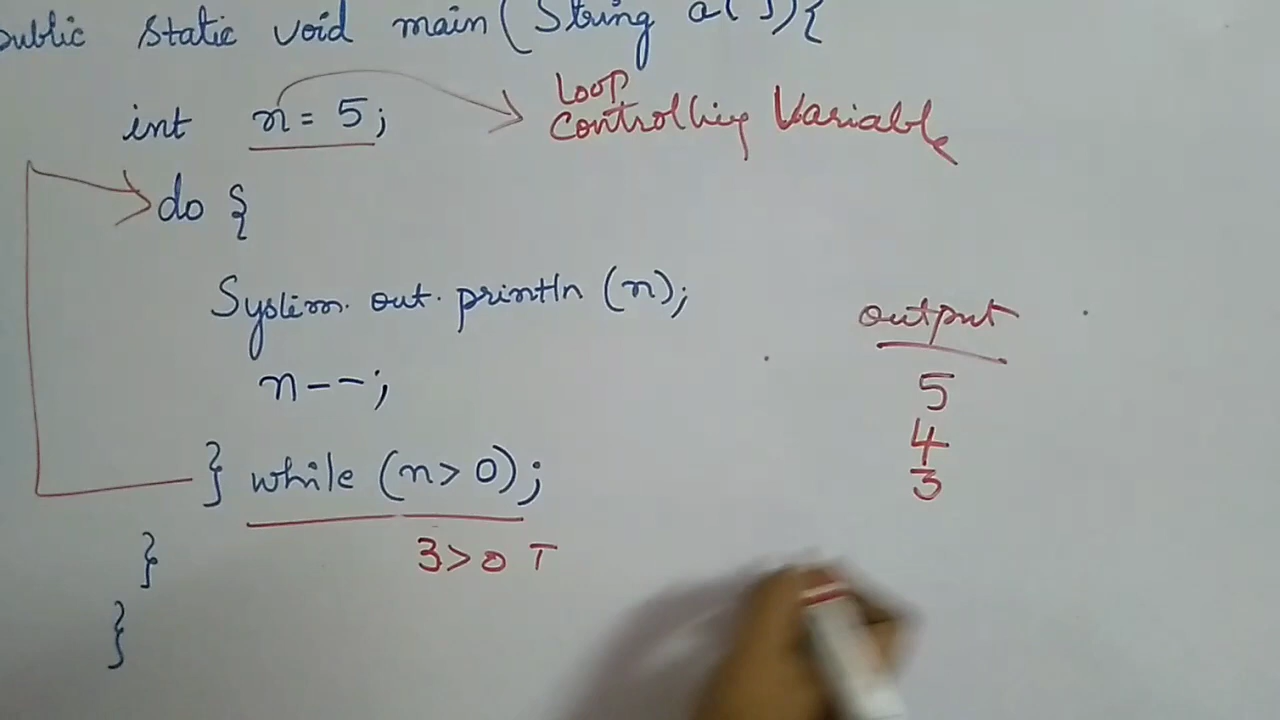 public static void main(String a[]){
int n = 5;
Loop
Controlling Variable
do {
System.out.println (n);
n--;
} while (n>0);
3>0 T
}
}
output
5
4
3